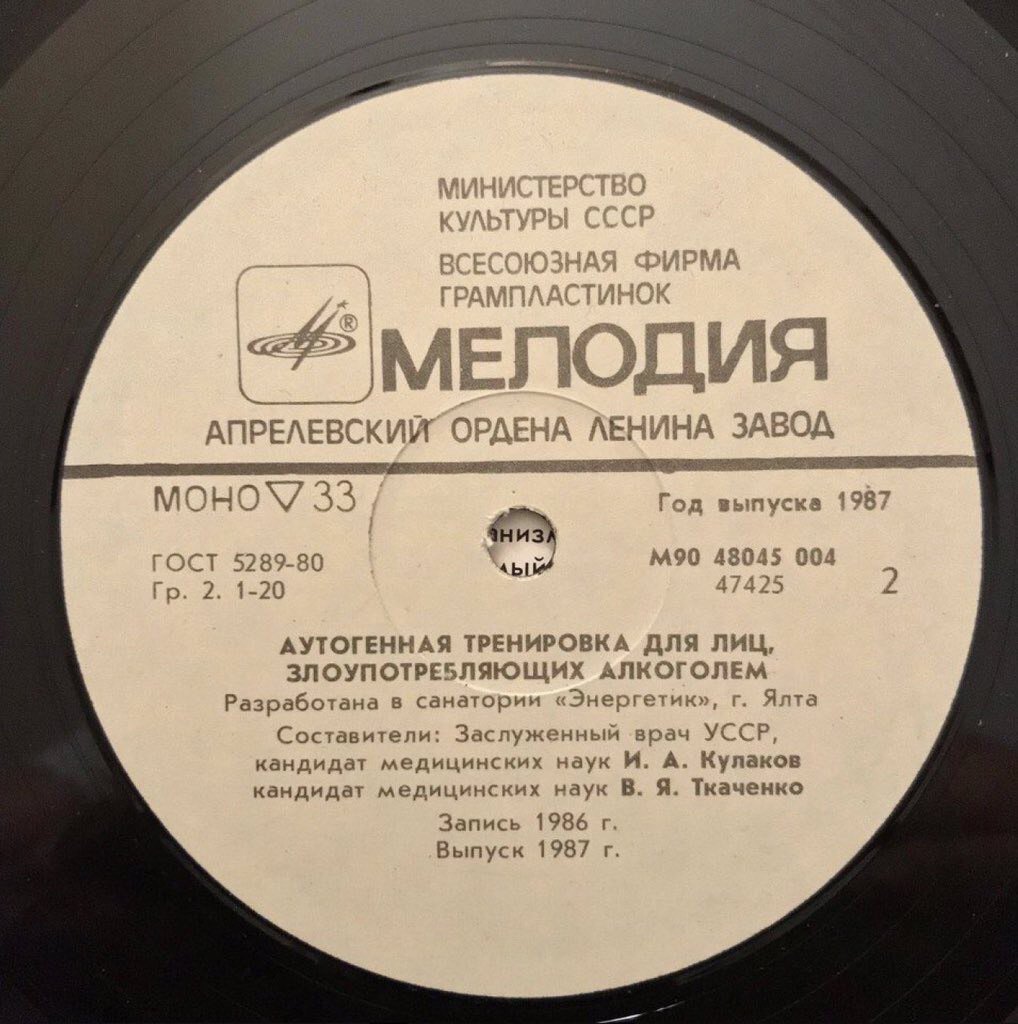 МИНИСТЕРСТВО
КУЛЬТУРЫ СССР
ВСЕСОЮЗНАЯ ФИРМА
ГРАМПЛАСТИНОК
®
МЕЛОДИЯ
АПРЕЛЕВСКИЙ ОРДЕНА ЛЕНИНА ЗАВОД
МОНО ▽ 33
Год выпуска 1987
ГОСТ 5289-80
М90 48045 004
Гр. 2. 1-20
47425
2
АУТОГЕННАЯ ТРЕНИРОВКА ДЛЯ ЛИЦ,
ЗЛОУПОТРЕБЛЯЮЩИХ АЛКОГОЛЕМ
Разработана в санатории «Энергетик», г. Ялта
Составители: Заслуженный врач УССР,
кандидат медицинских наук И. А. Кулаков
кандидат медицинских наук В. Я. Ткаченко
Запись 1986 г.
Выпуск 1987 г.